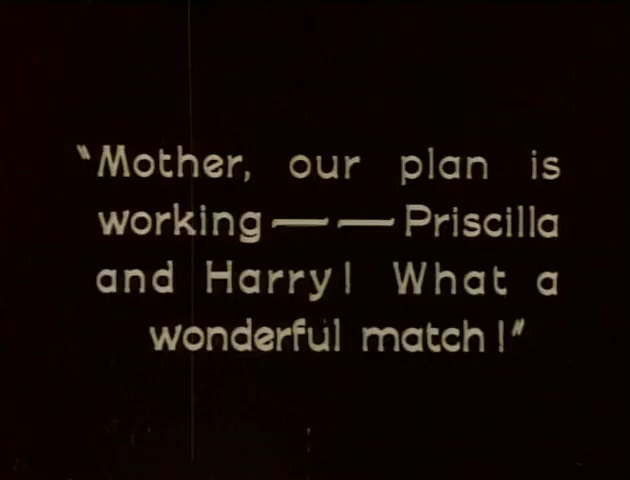 "Mother, our plan is
working — — Priscilla
and Harry! What a
wonderful match!"